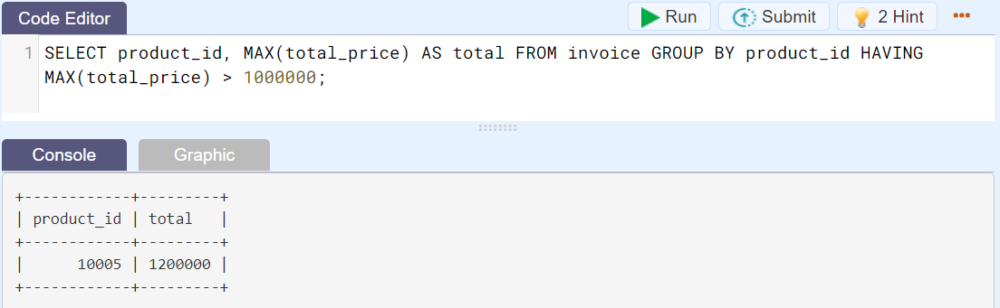 Code Editor
Run
Submit
2 Hint
1
SELECT product_id, MAX(total_price) AS total FROM invoice GROUP BY product_id HAVING
MAX(total_price) > 1000000;
Console
Graphic
+------------+---------+
| product_id | total   |
+------------+---------+
|      10005 | 1200000 |
+------------+---------+